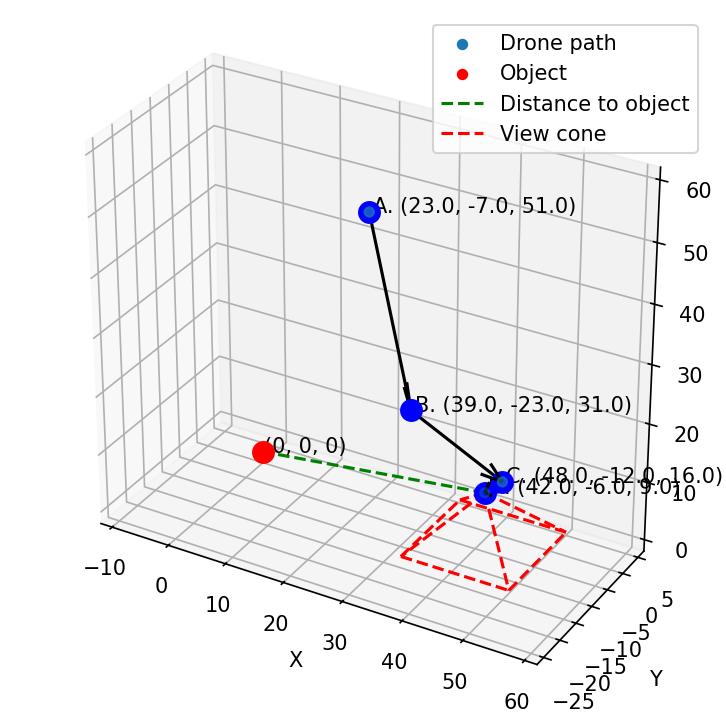 Drone path
Object
Distance to object
View cone
A. (23.0, -7.0, 51.0)
B. (39.0, -23.0, 31.0)
C. (48.0, -12.0, 16.0)
(42.0, -6.0, 9.0)
(0, 0, 0)
60
50
40
30
20
10
0
−10
0
10
20
30
40
50
60
X
5
0
−5
−10
−15
−20
−25
Y